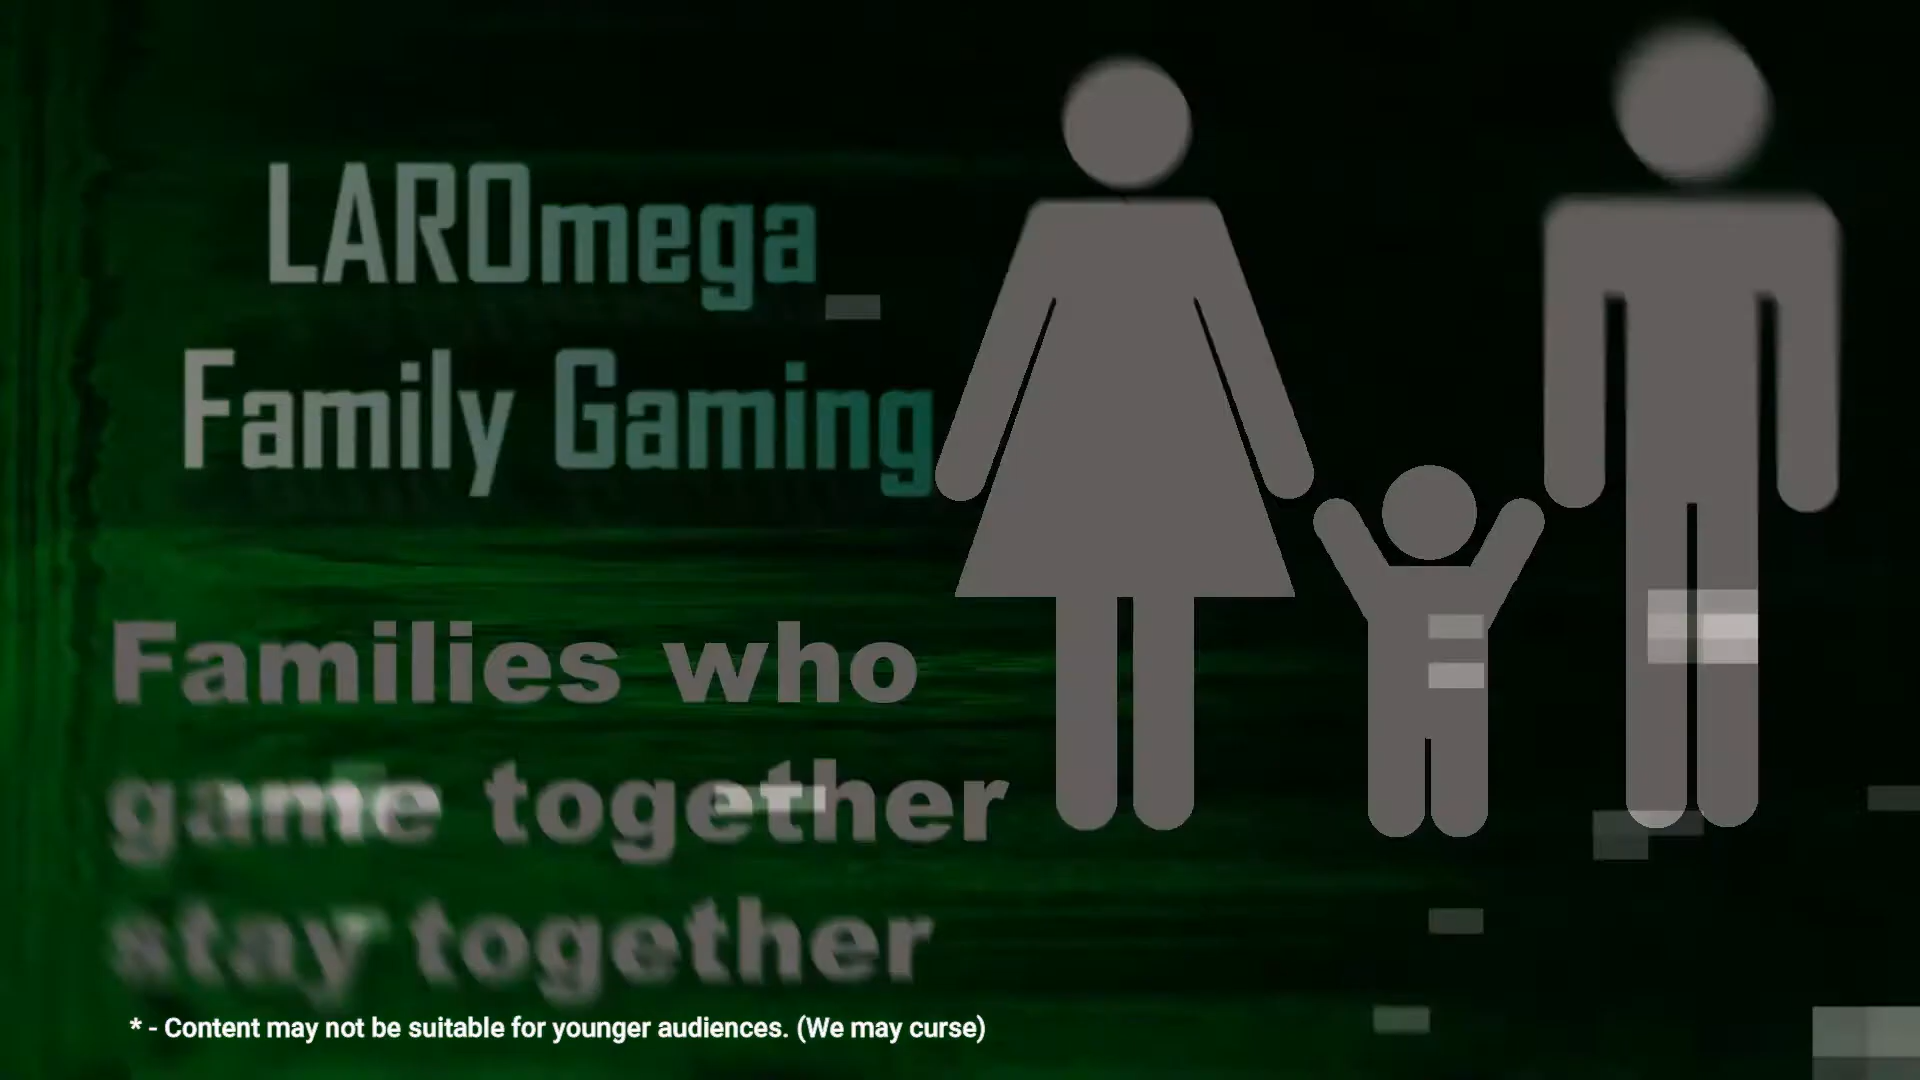 LAROmega
Family Gaming
Families who
game together
stay together
* - Content may not be suitable for younger audiences. (We may curse)